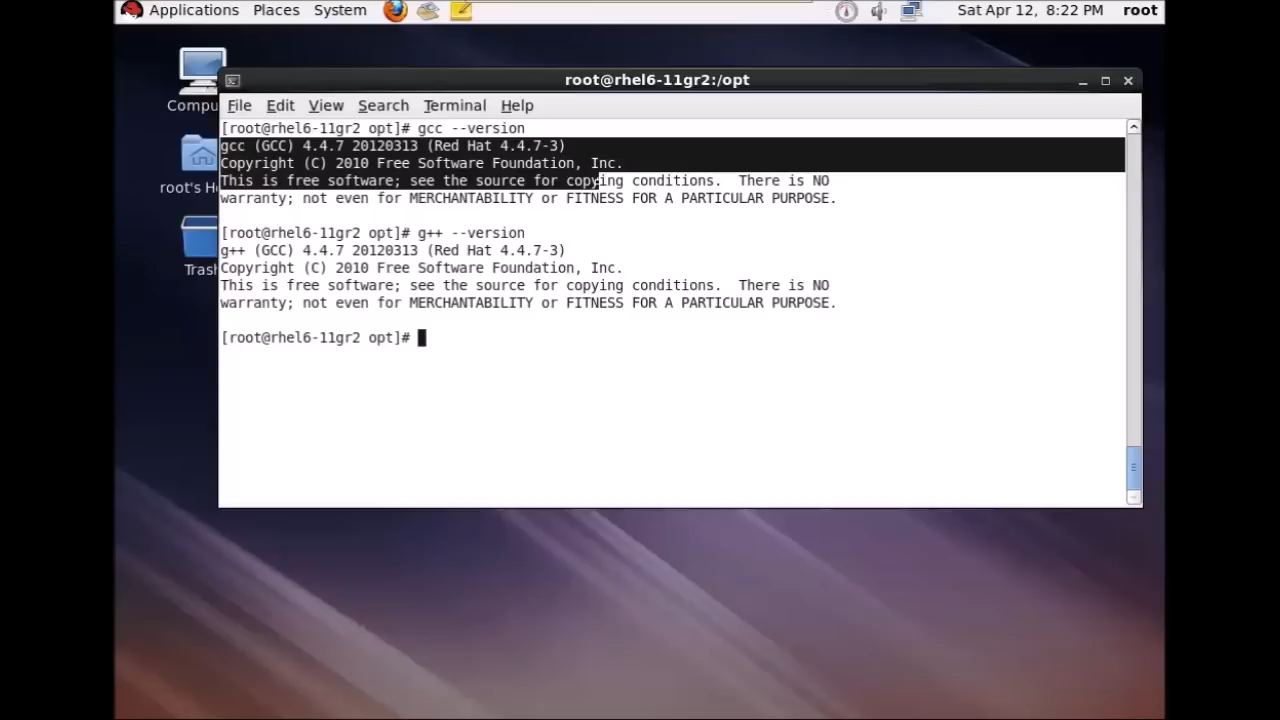 Applications Places System Sat Apr 12, 8:22 PM root
root@rhel6-11gr2:/opt
Compu
File Edit View Search Terminal Help
[root@rhel6-11gr2 opt]# gcc --version
gcc (GCC) 4.4.7 20120313 (Red Hat 4.4.7-3)
Copyright (C) 2010 Free Software Foundation, Inc.
This is free software; see the source for copying conditions.  There is NO
root's H
warranty; not even for MERCHANTABILITY or FITNESS FOR A PARTICULAR PURPOSE.
[root@rhel6-11gr2 opt]# g++ --version
g++ (GCC) 4.4.7 20120313 (Red Hat 4.4.7-3)
Copyright (C) 2010 Free Software Foundation, Inc.
Trash
This is free software; see the source for copying conditions.  There is NO
warranty; not even for MERCHANTABILITY or FITNESS FOR A PARTICULAR PURPOSE.
[root@rhel6-11gr2 opt]#